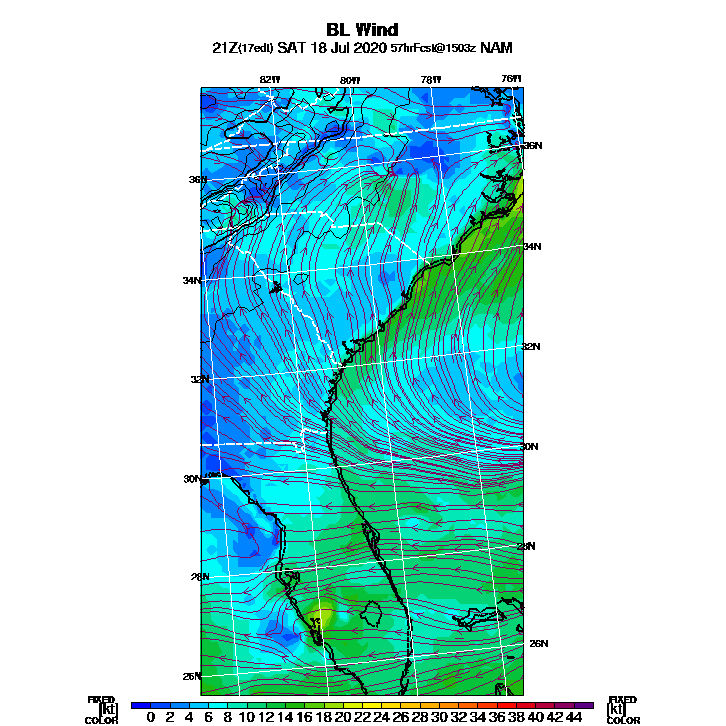 BL Wind
21Z(17edt) SAT 18 Jul 2020 57hrFcst@1503z NAM
82W 80W 78W 76W
36N
36N
34N
34N
32N
32N
30N
30N
28N
28N
26N
26N
FIXED [kt] COLOR 0 2 4 6 8 10 12 14 16 18 20 22 24 26 28 30 32 34 36 38 40 42 44 FIXED [kt] COLOR